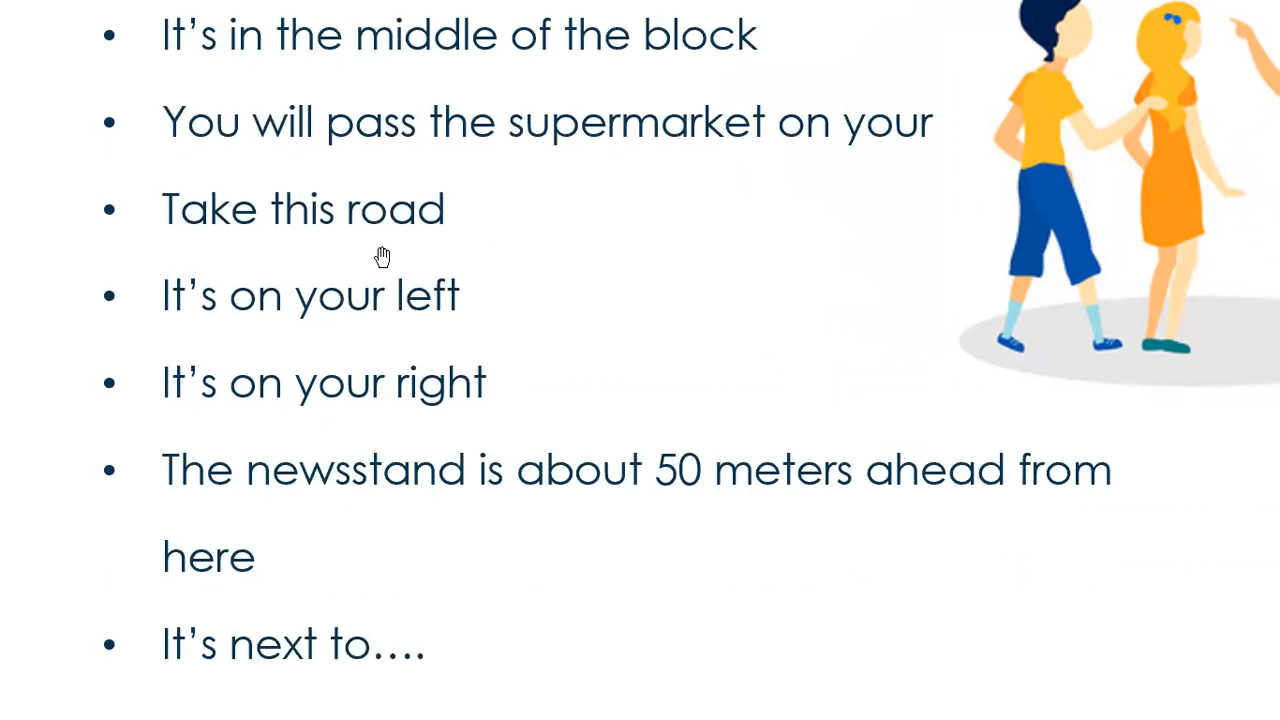 • It’s in the middle of the block
• You will pass the supermarket on your
• Take this road
• It’s on your left
• It’s on your right
• The newsstand is about 50 meters ahead from
here
• It’s next to….